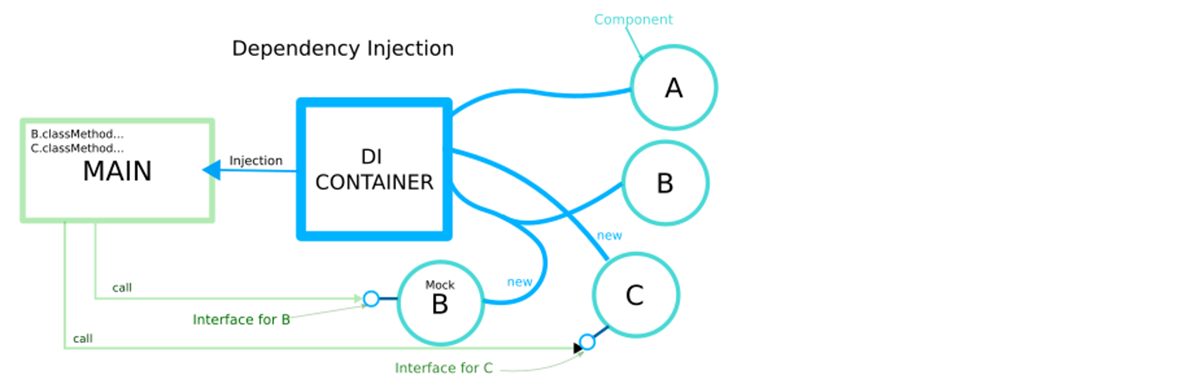 Component
Dependency Injection
A
B.classMethod...
C.classMethod...
MAIN
Injection
DI
CONTAINER
B
new
C
new
Mock
B
call
Interface for B
call
Interface for C